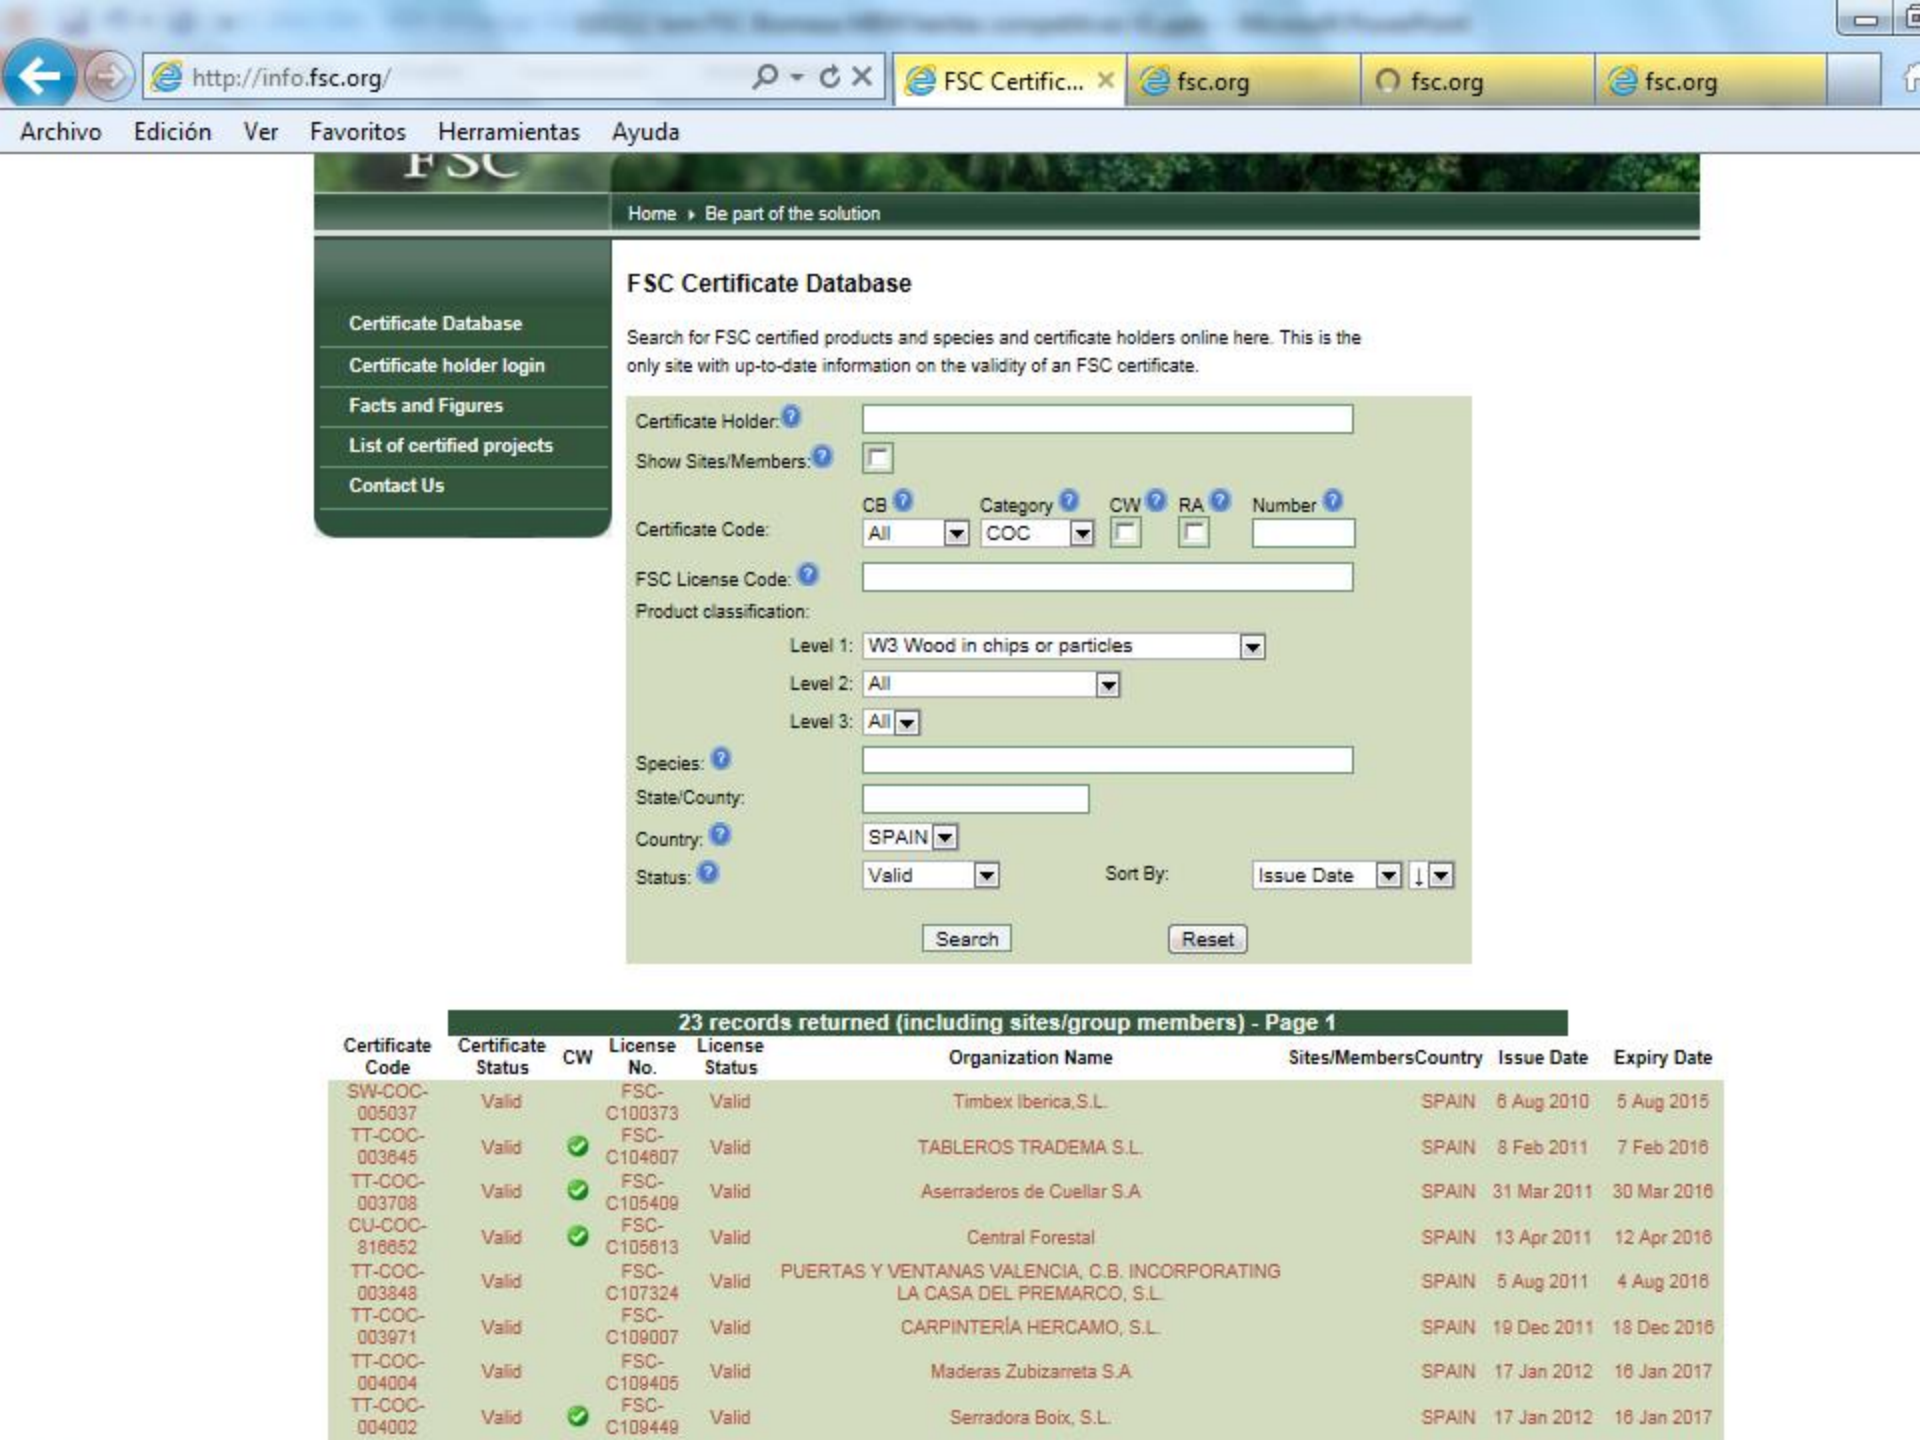 http://info.fsc.org/
FSC Certific...
fsc.org
fsc.org
fsc.org
Archivo Edición Ver Favoritos Herramientas Ayuda
FSC
Home Be part of the solution
Certificate Database
Certificate holder login
Facts and Figures
List of certified projects
Contact Us
FSC Certificate Database
Search for FSC certified products and species and certificate holders online here. This is the
only site with up-to-date information on the validity of an FSC certificate.
Certificate Holder:
Show Sites/Members:
CB Category CW RA Number
Certificate Code: All COC
FSC License Code:
Product classification:
Level 1: W3 Wood in chips or particles
Level 2: All
Level 3: All
Species:
State/County:
Country: SPAIN
Status: Valid Sort By: Issue Date ↓
Search Reset
23 records returned (including sites/group members) - Page 1
Certificate Code Certificate Status CW License No. License Status Organization Name Sites/Members Country Issue Date Expiry Date
SW-COC-005037 Valid FSC-C100373 Valid Timbex Iberica,S.L. SPAIN 6 Aug 2010 5 Aug 2015
TT-COC-003645 Valid FSC-C104607 Valid TABLEROS TRADEMA S.L. SPAIN 8 Feb 2011 7 Feb 2016
TT-COC-003708 Valid FSC-C105409 Valid Aserraderos de Cuellar S.A SPAIN 31 Mar 2011 30 Mar 2016
CU-COC-816652 Valid FSC-C105613 Valid Central Forestal SPAIN 13 Apr 2011 12 Apr 2016
TT-COC-003848 Valid FSC-C107324 Valid PUERTAS Y VENTANAS VALENCIA, C.B. INCORPORATING LA CASA DEL PREMARCO, S.L. SPAIN 5 Aug 2011 4 Aug 2016
TT-COC-003971 Valid FSC-C109007 Valid CARPINTERÍA HERCAMO, S.L. SPAIN 19 Dec 2011 18 Dec 2016
TT-COC-004004 Valid FSC-C109405 Valid Maderas Zubizarreta S.A SPAIN 17 Jan 2012 16 Jan 2017
TT-COC-004002 Valid FSC-C109449 Valid Serradora Boix, S.L. SPAIN 17 Jan 2012 16 Jan 2017